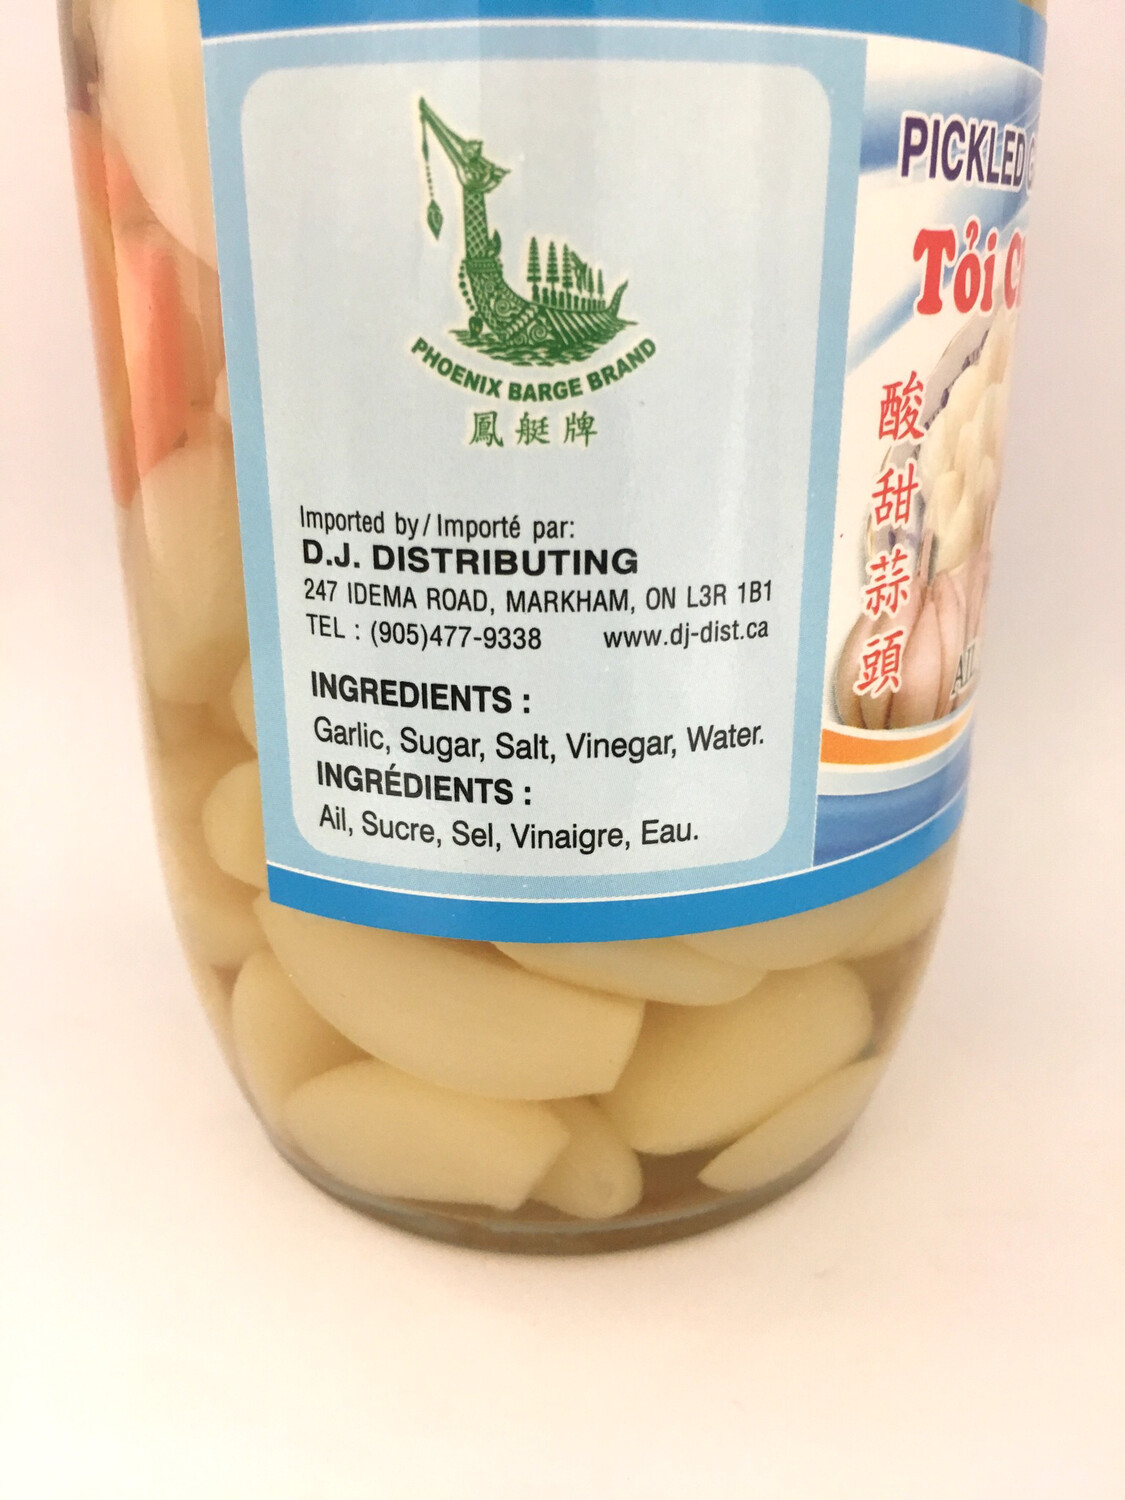 PHOENIX BARGE BRAND
鳳艇牌
Imported by / Importé par:
D.J. DISTRIBUTING
247 IDEMA ROAD, MARKHAM, ON L3R 1B1
TEL : (905)477-9338 www.dj-dist.ca
INGREDIENTS :
Garlic, Sugar, Salt, Vinegar, Water.
INGRÉDIENTS :
Ail, Sucre, Sel, Vinaigre, Eau.
PICKLED
Tỏi
酸甜蒜頭
AIL